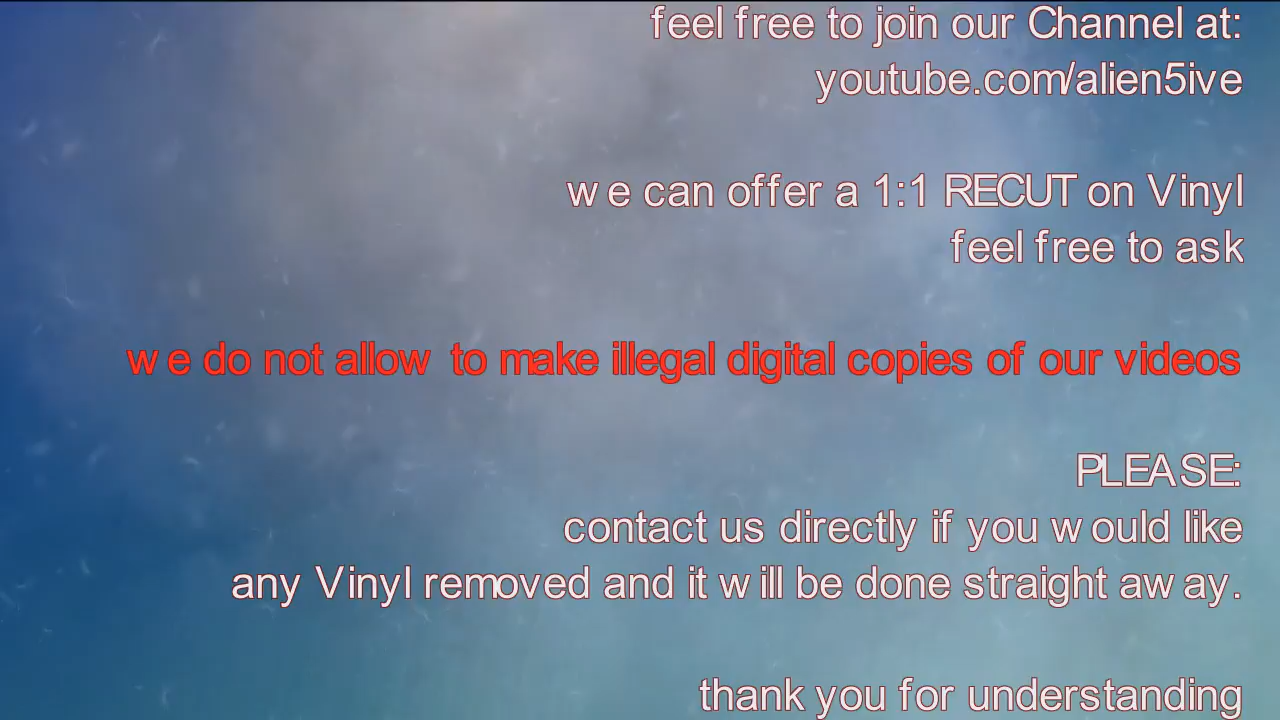 feel free to join our Channel at:
youtube.com/alien5ive
we can offer a 1:1 RECUT on Vinyl
feel free to ask
we do not allow to make illegal digital copies of our videos
PLEASE:
contact us directly if you would like
any Vinyl removed and it will be done straight away.
thank you for understanding